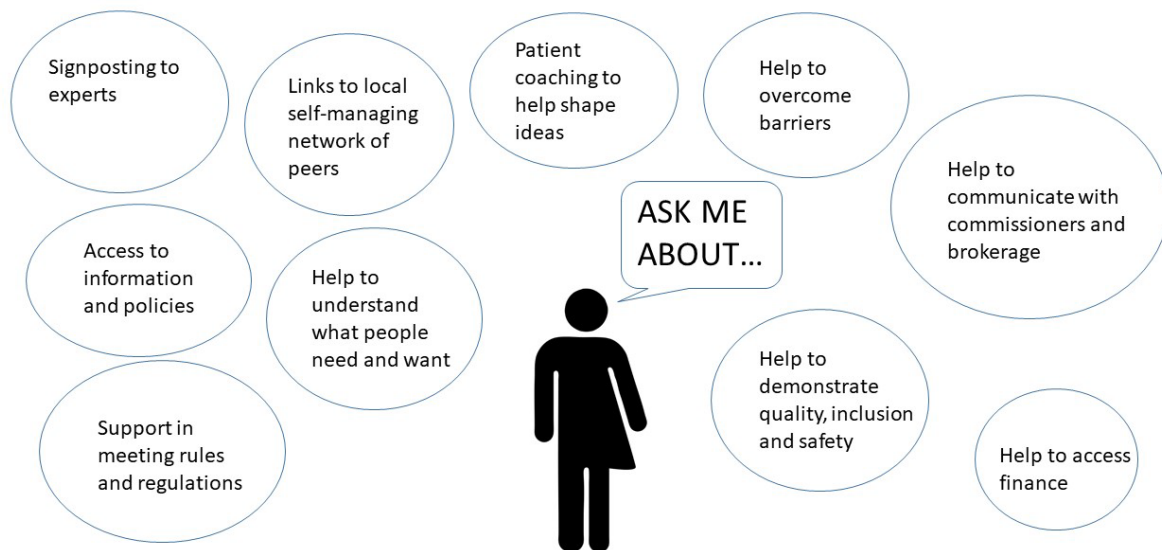 Signposting to
experts
Links to local
self-managing
network of
peers
Patient
coaching to
help shape
ideas
Help to
overcome
barriers
Help to
communicate with
commissioners and
brokerage
ASK ME
ABOUT...
Access to
information
and policies
Help to
understand
what people
need and want
Help to
demonstrate
quality, inclusion
and safety
Support in
meeting rules
and regulations
Help to access
finance